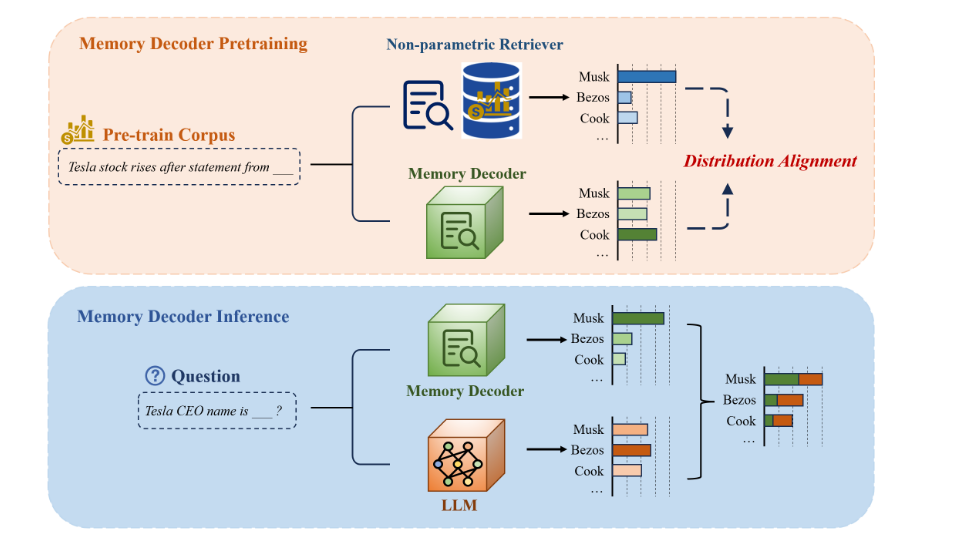 Memory Decoder Pretraining
Non-parametric Retriever
Musk
Bezos
Cook
...
Pre-train Corpus
Tesla stock rises after statement from ___
Distribution Alignment
Memory Decoder
Musk
Bezos
Cook
...
Memory Decoder Inference
Musk
Bezos
Cook
...
Memory Decoder
? Question
Tesla CEO name is ___ ?
Musk
Bezos
Cook
...
LLM
Musk
Bezos
Cook
...